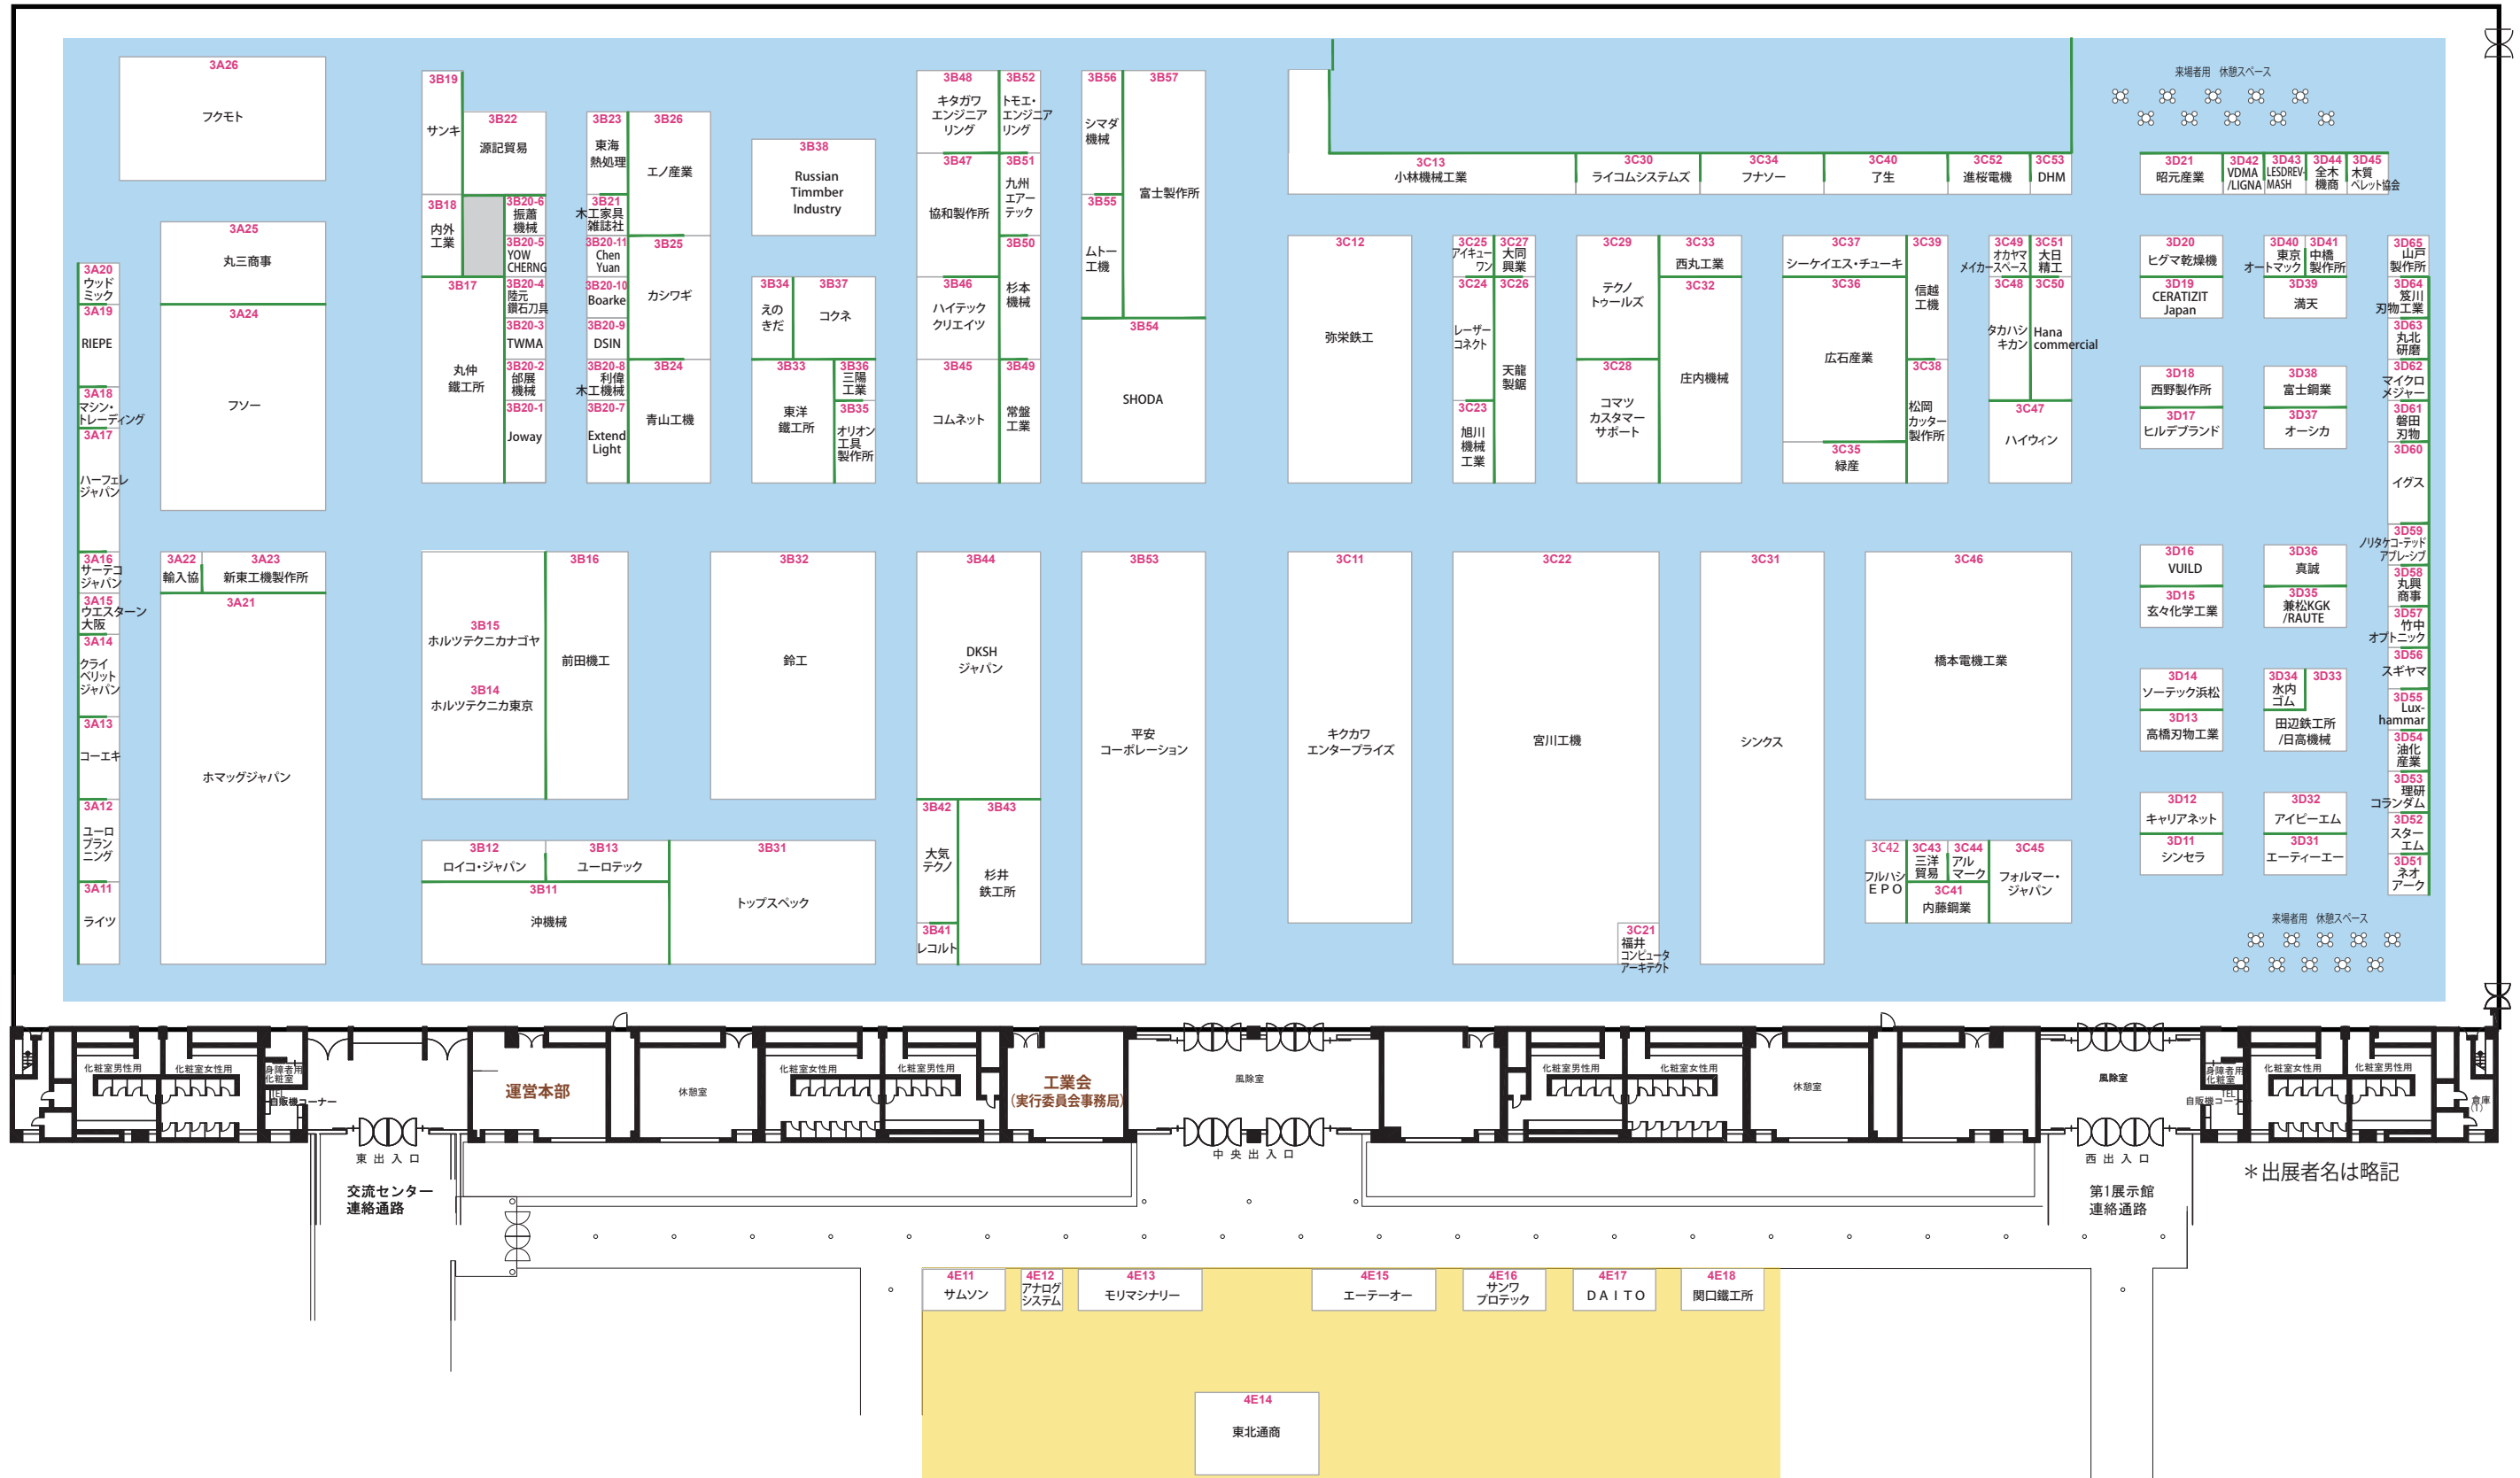 3A26
フクモト
3A25
丸三商事
3A24
フソー
3A20
ウッド
ミック
3A19
RIEPE
3A18
マシン・
トレーディング
3A17
ハーフェレ
ジャパン
3A16
サーテコ
ジャパン
3A15
ウエスターン
大阪
3A14
クライ
ベリット
ジャパン
3A13
コーエキ
3A12
ユーロ
プラン
ニング
3A11
ライツ
3A22
輸入協
3A23
新東工機製作所
3A21
ホマッグジャパン
3B19
サンキ
3B22
源記貿易
3B18
内外
工業
3B17
丸仲
鐵工所
3B20-6
振蕭
機械
3B20-5
YOW
CHERNG
3B20-4
陸元
鑽石刀具
3B20-3
TWMA
3B20-2
部展
機械
3B20-1
Joway
3B23
東海
熱処理
3B26
エノ産業
3B21
木工家具
雑誌社
3B20-11
Chen
Yuan
3B20-10
Boarke
3B20-9
DSIN
3B20-8
利偉
木工機械
3B20-7
Extend
Light
3B25
カシワギ
3B24
青山工機
3B38
Russian
Timmber
Industry
3B34
えの
きだ
3B37
コクネ
3B33
東洋
鐵工所
3B36
三陽
工業
3B35
オリオン
工具
製作所
3B48
キタガワ
エンジニア
リング
3B52
トモエ・
エンジニア
リング
3B47
協和製作所
3B51
九州
エアー
テック
3B46
ハイテック
クリエイツ
3B50
杉本
機械
3B45
コムネット
3B49
常盤
工業
3B56
シマダ
機械
3B57
富士製作所
3B55
ムトー
工機
3B54
SHODA
3B16
前田機工
3B15
ホルツテクニカナゴヤ
3B14
ホルツテクニカ東京
3B32
鈴工
3B44
DKSH
ジャパン
3B53
平安
コーポレーション
3B12
ロイコ・ジャパン
3B13
ユーロテック
3B11
沖機械
3B31
トップスペック
3B42
大気
テクノ
3B43
杉井
鉄工所
3B41
レコルト
3C13
小林機械工業
3C30
ライコムシステムズ
3C34
フナソー
3C40
了生
3C52
進桜電機
3C53
DHM
3C12
弥栄鉄工
3C25
アイキュー
ワン
3C27
大同
興業
3C24
レーザー
コネクト
3C26
天龍
製鋸
3C23
旭川
機械
工業
3C29
テクノ
トゥールズ
3C33
西丸工業
3C32
庄内機械
3C28
コマツ
カスタマー
サポート
3C37
シーケイエス・チューキ
3C39
信越
工機
3C36
広石産業
3C38
松岡
カッター
製作所
3C35
緑産
3C49
オカヤマ
メイカースペース
3C51
大日
精工
3C48
タカハシ
キカン
3C50
Hana
commercial
3C47
ハイウィン
3C11
キクカワ
エンタープライズ
3C22
宮川工機
3C21
福井
コンピュータ
アーキテクト
3C31
シンクス
3C46
橋本電機工業
3C42
フルハシ
EPO
3C43
三洋
貿易
3C44
アル
マーク
3C41
内藤鋼業
3C45
フォルマー・
ジャパン
来場者用　休憩スペース
3D21
昭元産業
3D42
VDMA
/LIGNA
3D43
LESDREV-
MASH
3D44
全木
機商
3D45
木質
ペレット協会
3D20
ヒグマ乾燥機
3D19
CERATIZIT
Japan
3D40
東京
オートマック
3D41
中橋
製作所
3D39
満天
3D18
西野製作所
3D17
ヒルデブランド
3D38
富士鋼業
3D37
オーシカ
3D16
VUILD
3D15
玄々化学工業
3D36
真誠
3D35
兼松KGK
/RAUTE
3D14
ソーテック浜松
3D13
高橋刃物工業
3D34
水内
ゴム
3D33
田辺鉄工所
/日高機械
3D12
キャリアネット
3D11
シンセラ
3D32
アイピーエム
3D31
エーティーエー
3D65
山戸
製作所
3D64
笈川
刃物工業
3D63
丸北
研磨
3D62
マイクロ
メジャー
3D61
磐田
刃物
3D60
イグス
3D59
ノリタケコーテッド
アブレーシブ
3D58
丸興
商事
3D57
竹中
オプトニック
3D56
スギヤマ
3D55
Lux-
hammar
3D54
油化
産業
3D53
理研
コランダム
3D52
スター
エム
3D51
ネオ
アーク
来場者用　休憩スペース
化粧室男性用
化粧室女性用
身障者用
化粧室
TEL
自販機コーナー
運営本部
休憩室
化粧室女性用
化粧室男性用
工業会
(実行委員会事務局)
風除室
化粧室男性用
化粧室女性用
休憩室
風除室
身障者用
化粧室
TEL
自販機コーナー
化粧室女性用
化粧室男性用
倉庫
(1)
東出入口
中央出入口
西出入口
交流センター
連絡通路
第1展示館
連絡通路
＊出展者名は略記
4E11
サムソン
4E12
アナログ
システム
4E13
モリマシナリー
4E15
エーテーオー
4E16
サンワ
プロテック
4E17
DAITO
4E18
関口鐵工所
4E14
東北通商